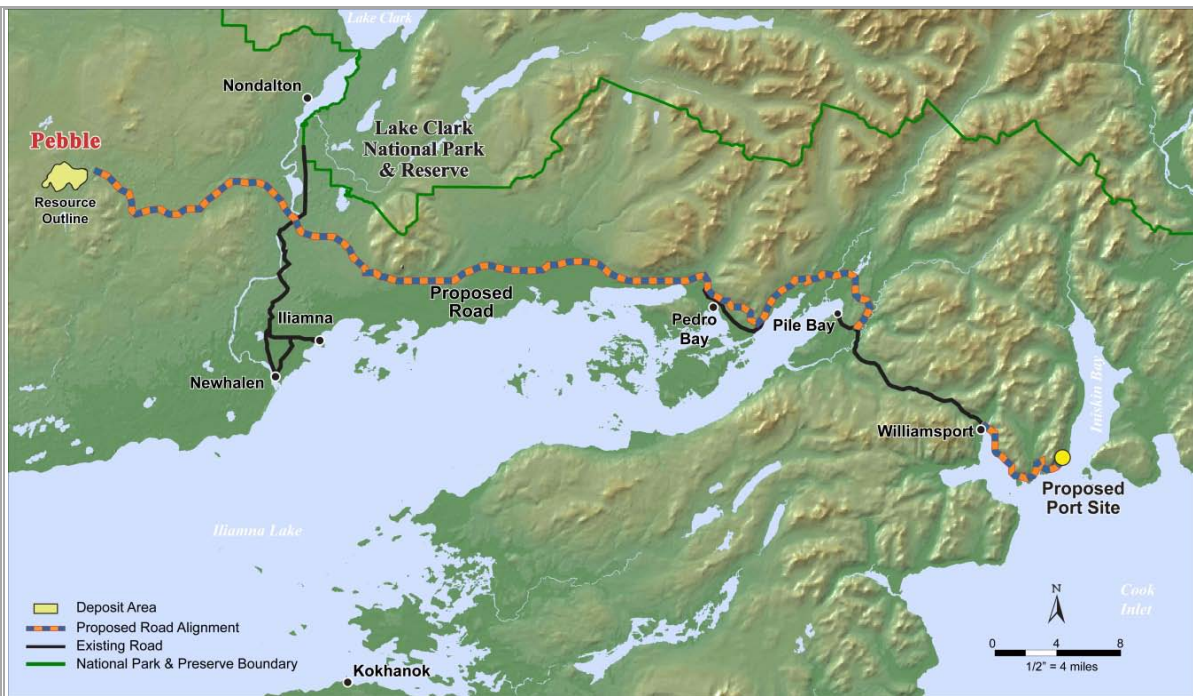 Lake Clark
Nondalton
Lake Clark
National Park
& Reserve
Pebble
Resource
Outline
Proposed
Road
Iliamna
Newhalen
Pedro
Bay
Pile Bay
Iniskin Bay
Williamsport
Proposed
Port Site
Iliamna Lake
Cook
Inlet
Kokhanok
Deposit Area
Proposed Road Alignment
Existing Road
National Park & Preserve Boundary
N
0 4 8
1/2" = 4 miles